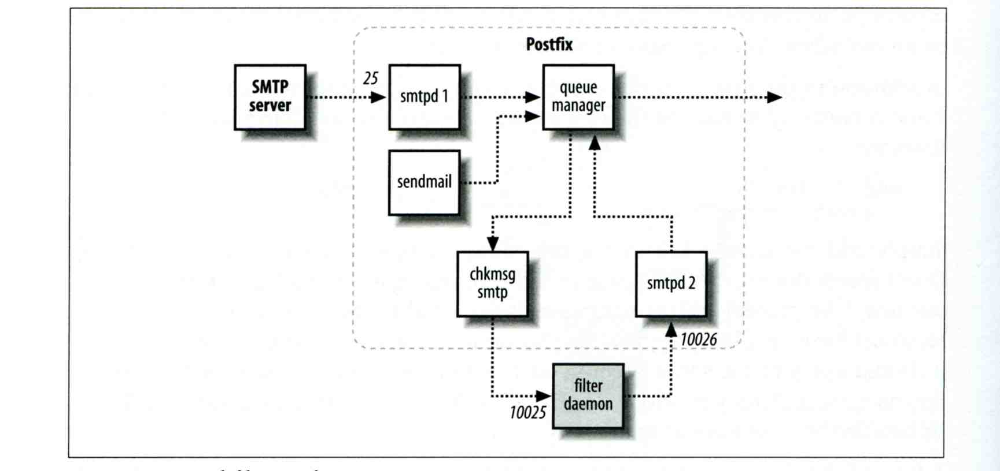 Postfix
SMTP
server
25
smtpd 1
queue
manager
sendmail
chkmsg
smtp
smtpd 2
10026
filter
daemon
10025